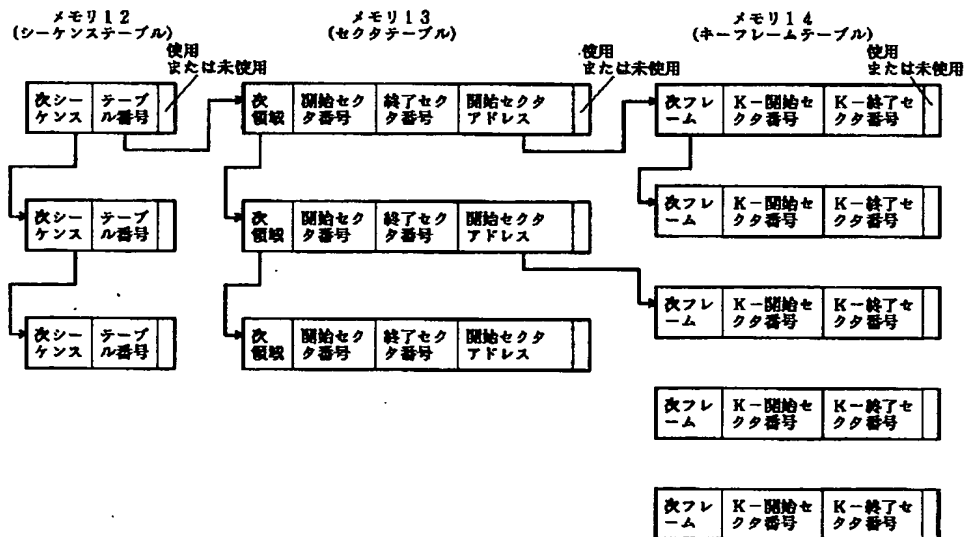 メモリ12
(シーケンステーブル)
使用
または未使用
次シー
ケンス
テーブ
ル番号
次シー
ケンス
テーブ
ル番号
次シー
ケンス
テーブ
ル番号
メモリ13
(セクタテーブル)
使用
または未使用
次
領域
開始セク
タ番号
終了セク
タ番号
開始セクタ
アドレス
次
領域
開始セク
タ番号
終了セク
タ番号
開始セクタ
アドレス
次
領域
開始セク
タ番号
終了セク
タ番号
開始セクタ
アドレス
メモリ14
(キーフレームテーブル)
使用
または未使用
次フレ
ーム
K-開始セ
クタ番号
K-終了セ
クタ番号
次フレ
ーム
K-開始セ
クタ番号
K-終了セ
クタ番号
次フレ
ーム
K-開始セ
クタ番号
K-終了セ
クタ番号
次フレ
ーム
K-開始セ
クタ番号
K-終了セ
クタ番号
次フレ
ーム
K-開始セ
クタ番号
K-終了セ
クタ番号